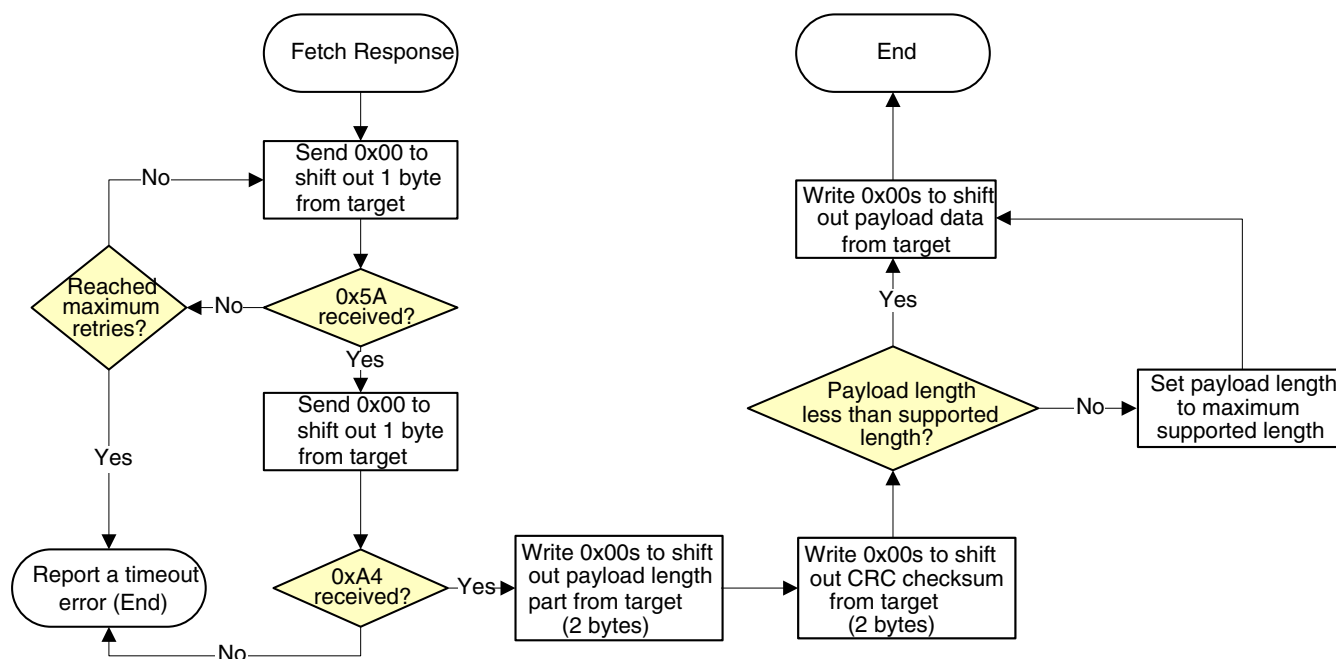 Fetch Response
Send 0x00 to
shift out 1 byte
from target
No
Reached
maximum
retries?
No
0x5A
received?
Yes
Yes
Send 0x00 to
shift out 1 byte
from target
Report a timeout
error (End)
0xA4
received?
No
Yes
Write 0x00s to shift
out payload length
part from target
(2 bytes)
Write 0x00s to shift
out CRC checksum
from target
(2 bytes)
Payload length
less than supported
length?
No
Set payload length
to maximum
supported length
Yes
Write 0x00s to shift
out payload data
from target
End